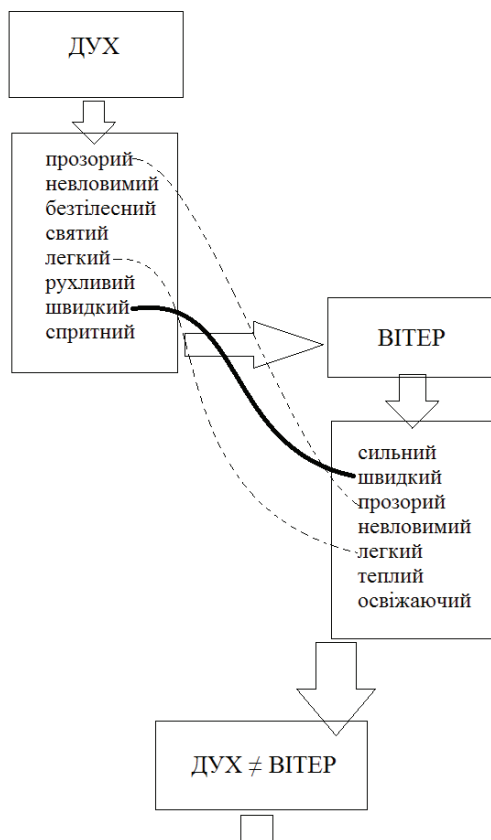 ДУХ
прозорий
невловимий
безтілесний
святий
легкий
рухливий
швидкий
спритний
ВІТЕР
сильний
швидкий
прозорий
невловимий
легкий
теплий
освіжаючий
ДУХ ≠ ВІТЕР